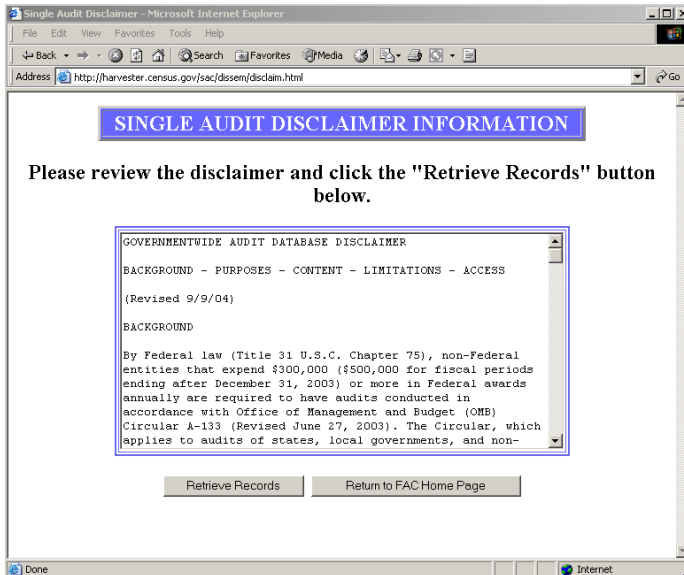 Single Audit Disclaimer - Microsoft Internet Explorer
File Edit View Favorites Tools Help
Back Search Favorites Media
Address http://harvester.census.gov/sac/dissem/disclaim.html Go
SINGLE AUDIT DISCLAIMER INFORMATION
Please review the disclaimer and click the "Retrieve Records" button
below.
GOVERNMENTWIDE AUDIT DATABASE DISCLAIMER
BACKGROUND - PURPOSES - CONTENT - LIMITATIONS - ACCESS
(Revised 9/9/04)
BACKGROUND
By Federal law (Title 31 U.S.C. Chapter 75), non-Federal
entities that expend $300,000 ($500,000 for fiscal periods
ending after December 31, 2003) or more in Federal awards
annually are required to have audits conducted in
accordance with Office of Management and Budget (OMB)
Circular A-133 (Revised June 27, 2003). The Circular, which
applies to audits of states, local governments, and non-
Retrieve Records Return to FAC Home Page
Done Internet